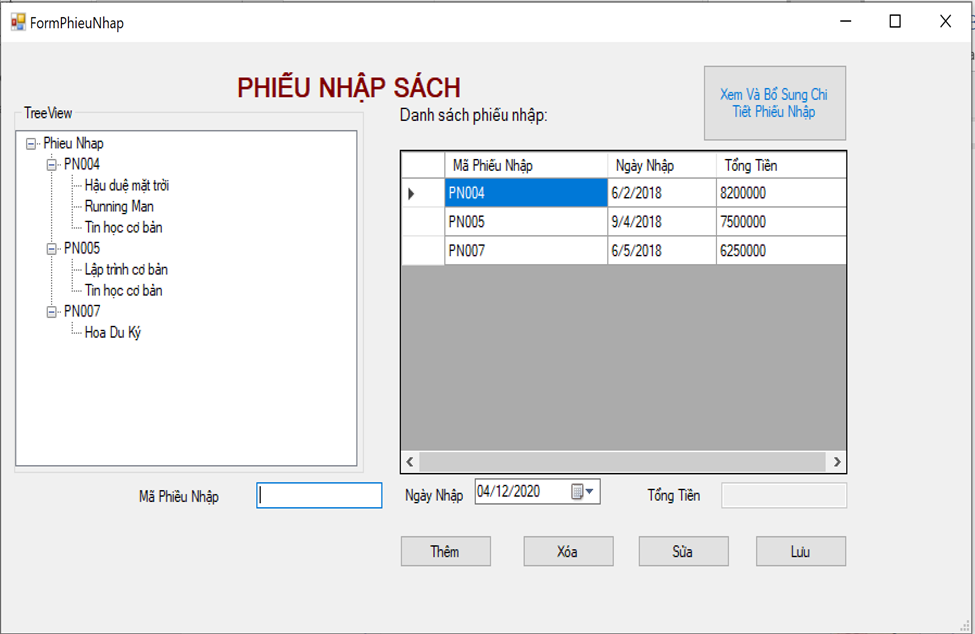 FormPhieuNhap
PHIẾU NHẬP SÁCH
Xem Và Bổ Sung Chi
Tiết Phiếu Nhập
TreeView
Danh sách phiếu nhập:
Phieu Nhap
PN004
Hậu duệ mặt trời
Running Man
Tin học cơ bản
PN005
Lập trình cơ bản
Tin học cơ bản
PN007
Hoa Du Ký
Mã Phiếu Nhập Ngày Nhập Tổng Tiền
PN004 6/2/2018 8200000
PN005 9/4/2018 7500000
PN007 6/5/2018 6250000
Mã Phiếu Nhập Ngày Nhập 04/12/2020 Tổng Tiền
Thêm Xóa Sửa Lưu